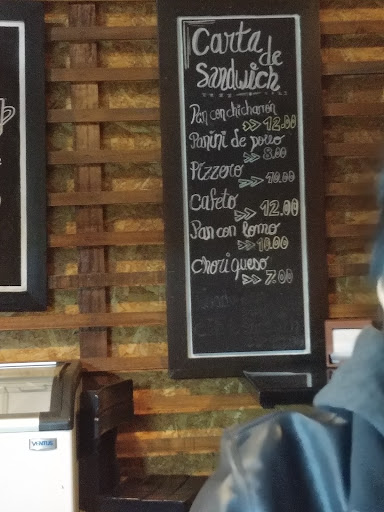 Carta
de
Sandwich
Pan con chicharrón
>> 12.00
Panini de pollo
>> 8.00
Pizzero
>> 10.00
Cafeto
>> 12.00
Pan con lomo
>> 10.00
Choriqueso
>> 7.00
VENTUS